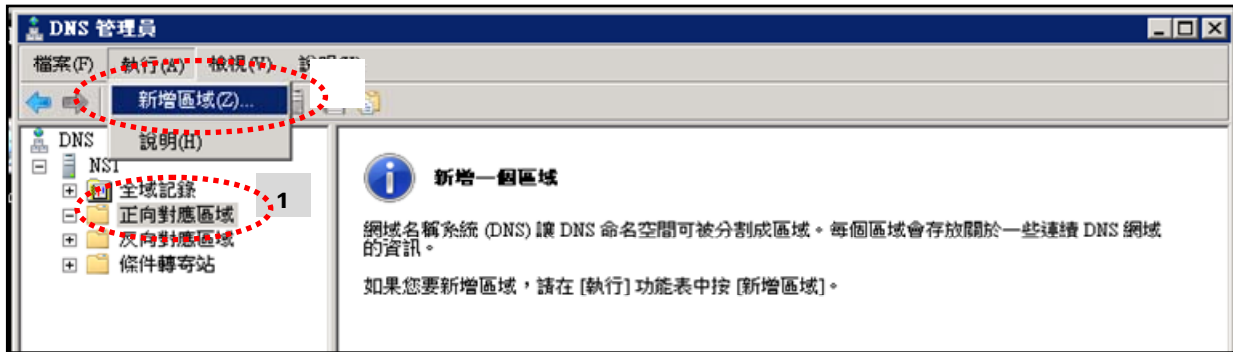 DNS 管理員
檔案(F) 執行(A) 檢視(V)
新增區域(Z)...
說明(H)
DNS
NS1
全域記錄
正向對應區域
1
反向對應區域
條件轉寄站
新增一個區域
網域名稱系統 (DNS) 讓 DNS 命名空間可被分割成區域。每個區域會存放關於一些連續 DNS 網域
的資訊。
如果您要新增區域，請在 [執行] 功能表中按 [新增區域]。